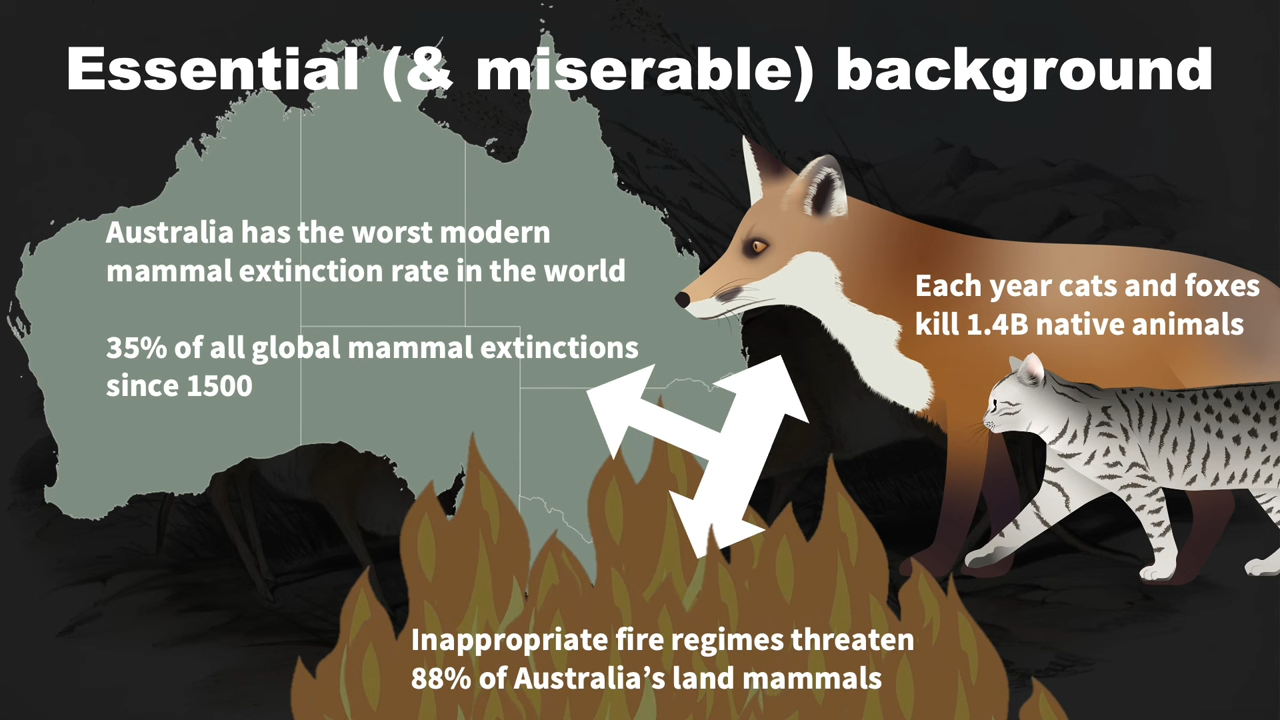 Essential (& miserable) background
Australia has the worst modern
mammal extinction rate in the world
35% of all global mammal extinctions
since 1500
Each year cats and foxes
kill 1.4B native animals
Inappropriate fire regimes threaten
88% of Australia’s land mammals